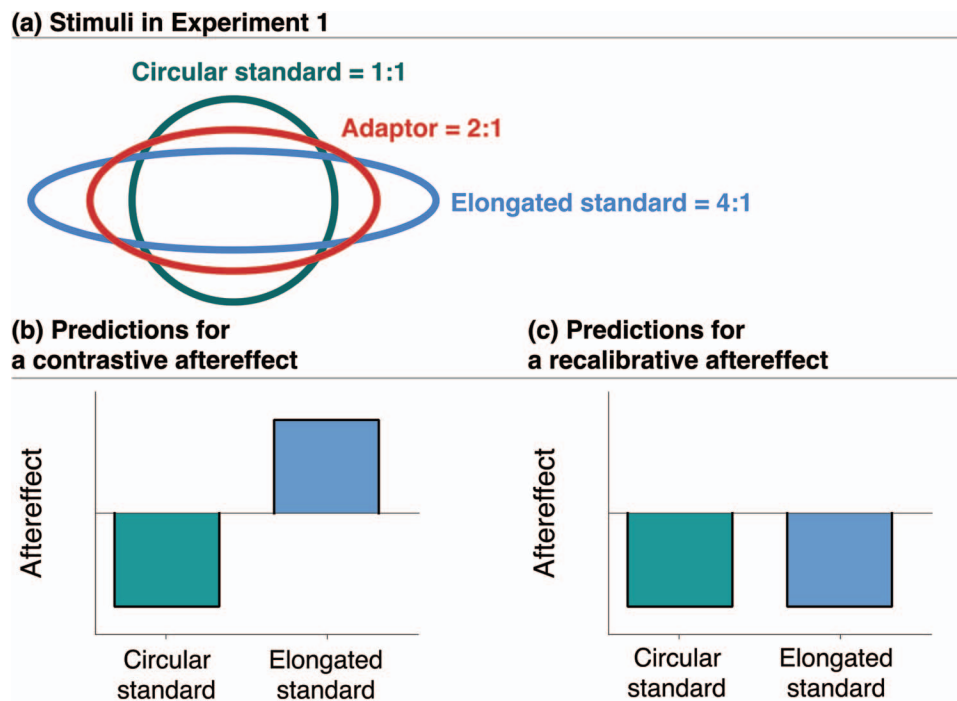 (a) Stimuli in Experiment 1
Circular standard = 1:1
Adaptor = 2:1
Elongated standard = 4:1
(b) Predictions for
a contrastive aftereffect
(c) Predictions for
a recalibrative aftereffect
Aftereffect
Circular
standard
Elongated
standard
Aftereffect
Circular
standard
Elongated
standard